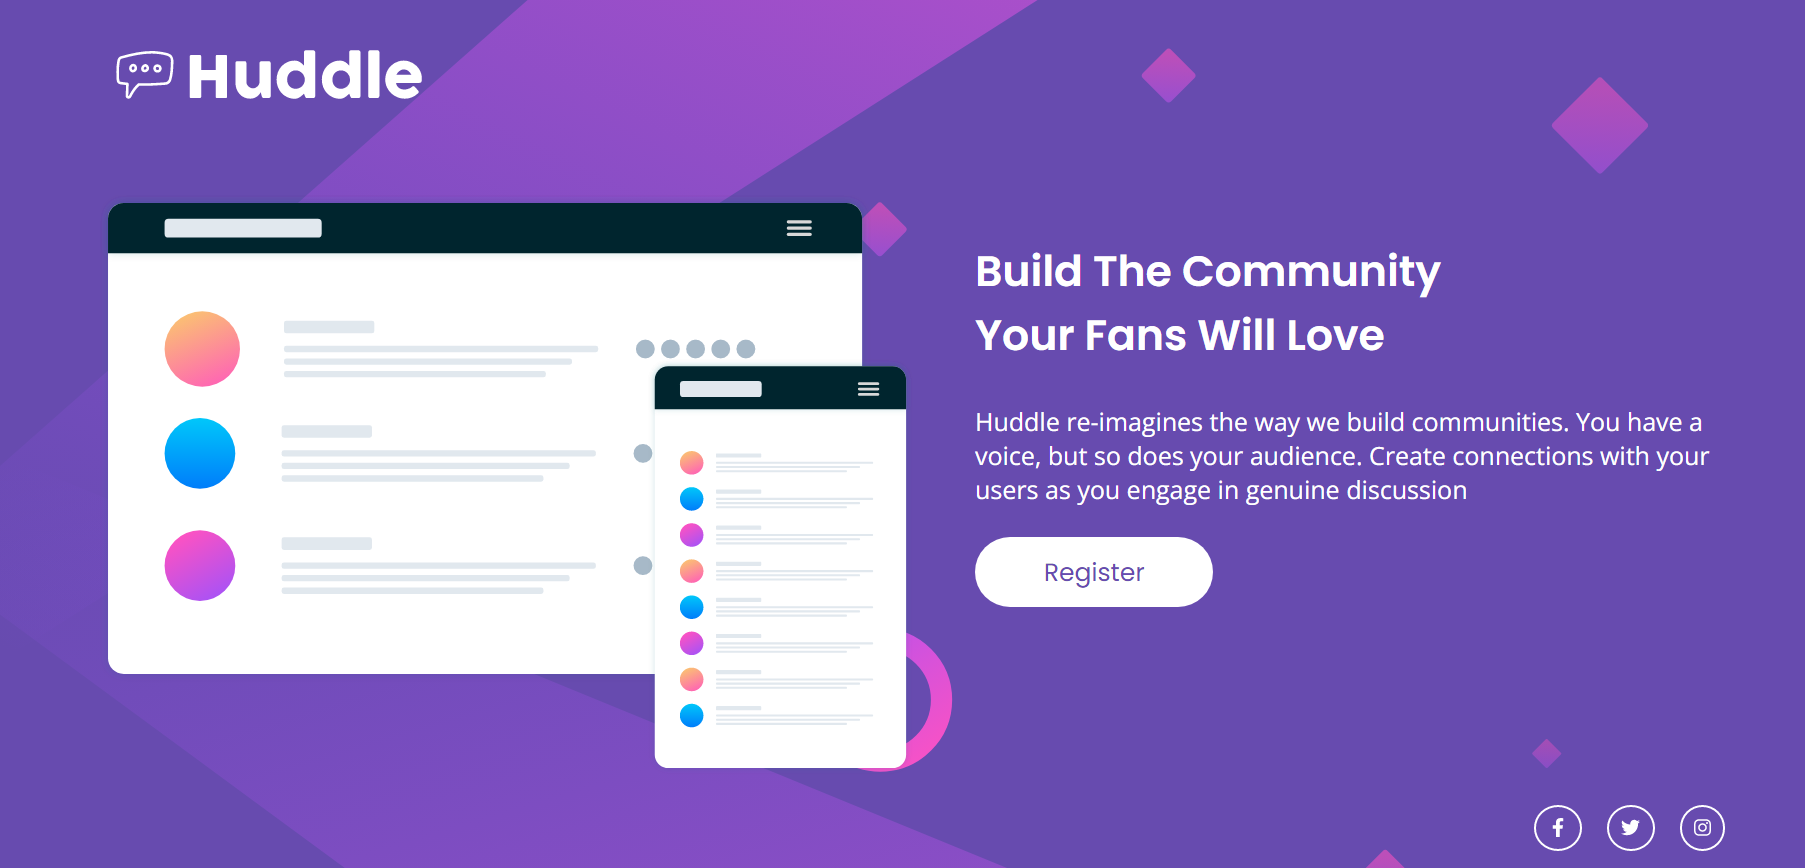 Huddle
Build The Community
Your Fans Will Love
Huddle re-imagines the way we build communities. You have a
voice, but so does your audience. Create connections with your
users as you engage in genuine discussion
Register